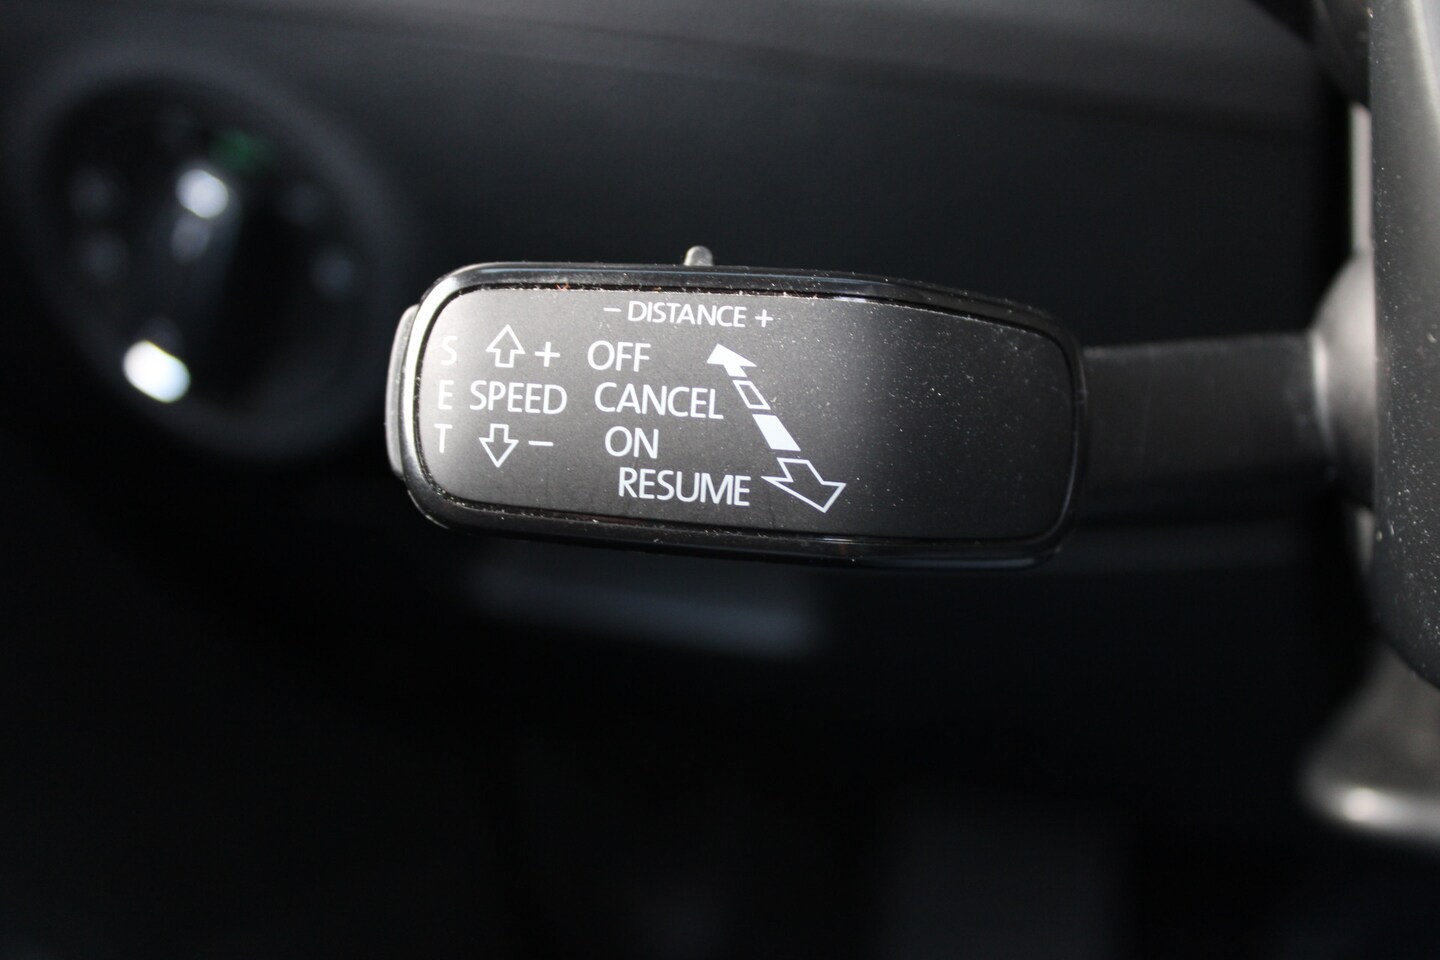 − DISTANCE +
S + OFF
E SPEED CANCEL
T − ON
RESUME